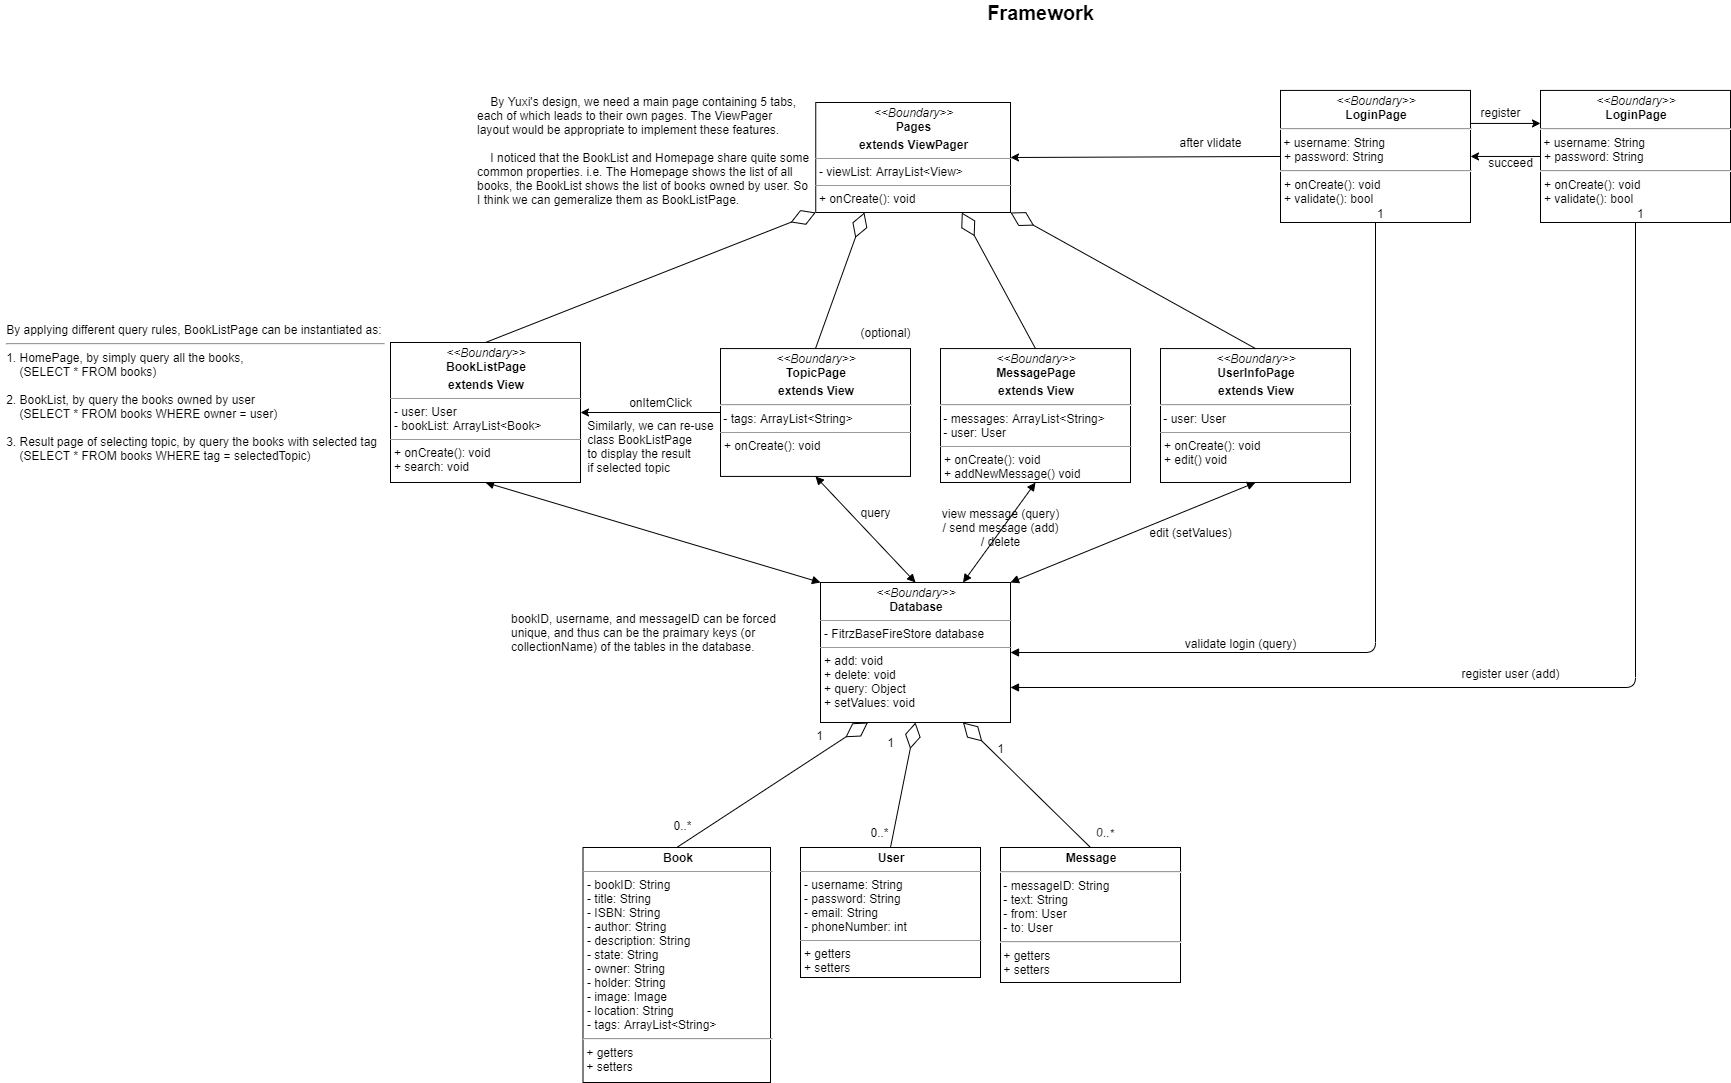 Framework
By Yuxi's design, we need a main page containing 5 tabs,
each of which leads to their own pages. The ViewPager
layout would be appropriate to implement these features.
I noticed that the BookList and Homepage share quite some
common properties. i.e. The Homepage shows the list of all
books, the BookList shows the list of books owned by user. So
I think we can gemeralize them as BookListPage.
<<Boundary>>
Pages
extends ViewPager
- viewList: ArrayList<View>
+ onCreate(): void
after vlidate
<<Boundary>>
LoginPage
+ username: String
+ password: String
+ onCreate(): void
+ validate(): bool
1
register
succeed
<<Boundary>>
LoginPage
+ username: String
+ password: String
+ onCreate(): void
+ validate(): bool
1
By applying different query rules, BookListPage can be instantiated as:
1. HomePage, by simply query all the books,
(SELECT * FROM books)
2. BookList, by query the books owned by user
(SELECT * FROM books WHERE owner = user)
3. Result page of selecting topic, by query the books with selected tag
(SELECT * FROM books WHERE tag = selectedTopic)
<<Boundary>>
BookListPage
extends View
- user: User
- bookList: ArrayList<Book>
+ onCreate(): void
+ search: void
onItemClick
Similarly, we can re-use
class BookListPage
to display the result
if selected topic
(optional)
<<Boundary>>
TopicPage
extends View
- tags: ArrayList<String>
+ onCreate(): void
<<Boundary>>
MessagePage
extends View
- messages: ArrayList<String>
- user: User
+ onCreate(): void
+ addNewMessage() void
<<Boundary>>
UserInfoPage
extends View
- user: User
+ onCreate(): void
+ edit() void
query
view message (query)
/ send message (add)
/ delete
edit (setValues)
bookID, username, and messageID can be forced
unique, and thus can be the praimary keys (or
collectionName) of the tables in the database.
<<Boundary>>
Database
- FitrzBaseFireStore database
+ add: void
+ delete: void
+ query: Object
+ setValues: void
validate login (query)
register user (add)
1
1
1
0..*
0..*
0..*
Book
- bookID: String
- title: String
- ISBN: String
- author: String
- description: String
- state: String
- owner: String
- holder: String
- image: Image
- location: String
- tags: ArrayList<String>
+ getters
+ setters
User
- username: String
- password: String
- email: String
- phoneNumber: int
+ getters
+ setters
Message
- messageID: String
- text: String
- from: User
- to: User
+ getters
+ setters